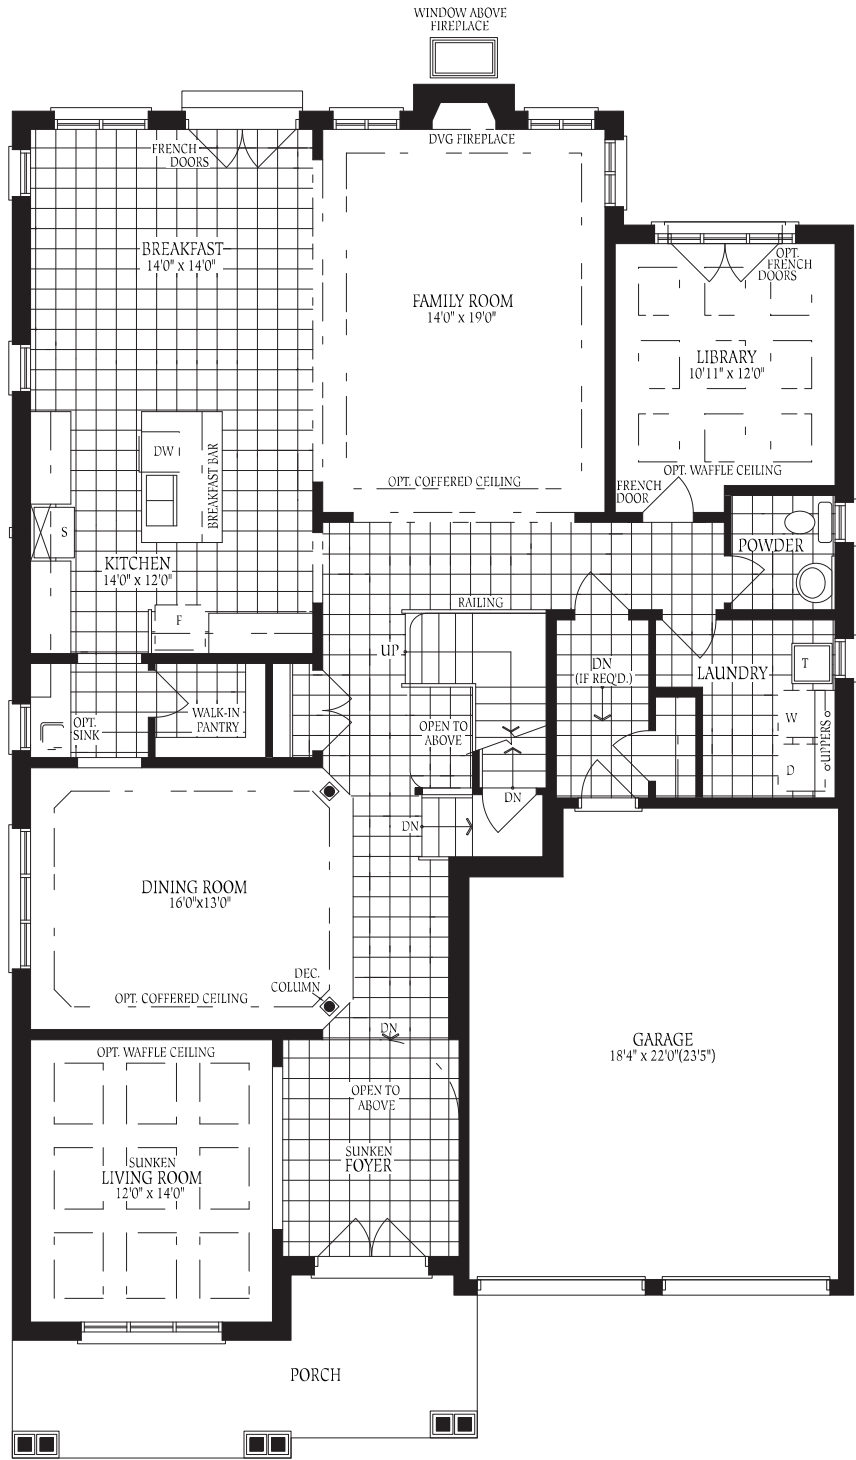 WINDOW ABOVE
FIREPLACE
DVG FIREPLACE
FRENCH
DOORS
BREAKFAST
14'0" x 14'0"
FAMILY ROOM
14'0" x 19'0"
OPT. COFFERED CEILING
OPT.
FRENCH
DOORS
LIBRARY
10'11" x 12'0"
OPT. WAFFLE CEILING
FRENCH
DOOR
DW
BREAKFAST BAR
S
KITCHEN
14'0" x 12'0"
F
POWDER
RAILING
UP
DN
(IF REQ'D.)
LAUNDRY
T
W
D
UPPERS
OPT.
SINK
WALK-IN
PANTRY
OPEN TO
ABOVE
DN
DN
DINING ROOM
16'0"x13'0"
DEC.
COLUMN
OPT. COFFERED CEILING
DN
OPT. WAFFLE CEILING
SUNKEN
LIVING ROOM
12'0" x 14'0"
OPEN TO
ABOVE
SUNKEN
FOYER
GARAGE
18'4" x 22'0"(23'5")
PORCH